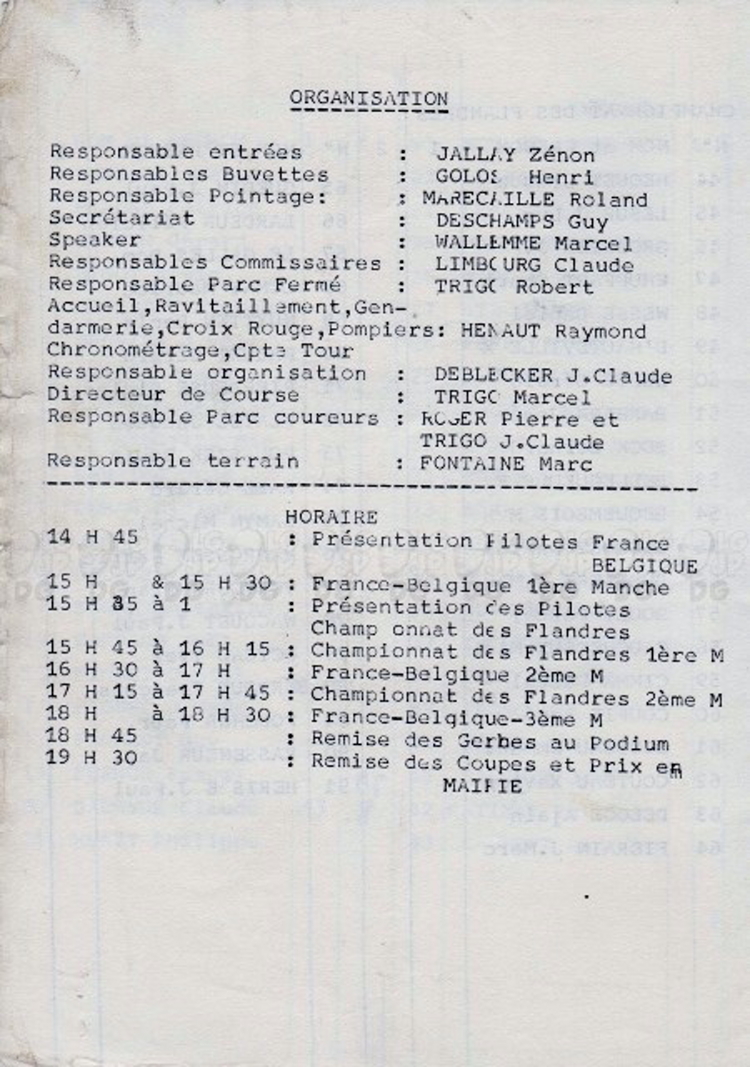 ORGANISATION
Responsable entrées : JALLAY Zénon
Responsables Buvettes : Henri
Responsable Pointage: : MARECAILLE Roland
Secrétariat : DESCHAMPS Guy
Speaker : WALLEMME Marcel
Responsables Commissaires : LIMBOURG Claude
Responsable Parc Fermé : TRIGO Robert
Accueil,Ravitaillement,Gen-
darmerie,Croix Rouge,Pompiers: HENAUT Raymond
Chronométrage,Cpte Tour
Responsable organisation : DEBLECKER J.Claude
Directeur de Course : TRIGO Marcel
Responsable Parc coureurs : ROGER Pierre et
TRIGO J.Claude
Responsable terrain : FONTAINE Marc
HORAIRE
14 H 45 : Présentation Pilotes France
BELGIQUE
15 H & 15 H 30 : France-Belgique 1ère Manche
15 H 35 à 1 : Présentation des Pilotes
Championnat des Flandres
15 H 45 à 16 H 15 : Championnat des Flandres 1ère M
16 H 30 à 17 H : France-Belgique 2ème M
17 H 15 à 17 H 45 : Championnat des Flandres 2ème M
18 H à 18 H 30 : France-Belgique-3ème M
18 H 45 : Remise des Gerbes au Podium
19 H 30 : Remise des Coupes et Prix en
MAIRIE